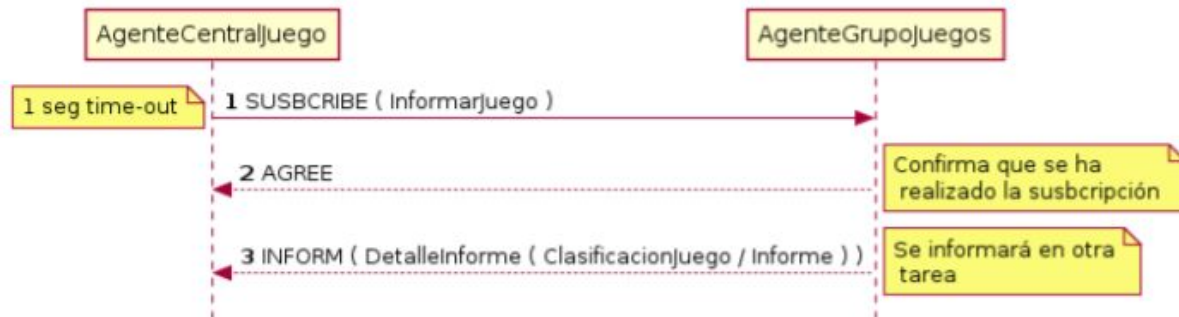 AgenteCentralJuego
AgenteGrupoJuegos
1 seg time-out
1 SUSBCRIBE ( InformarJuego )
2 AGREE
Confirma que se ha
realizado la susbcripción
3 INFORM ( DetalleInforme ( ClasificacionJuego / Informe ) )
Se informará en otra
tarea